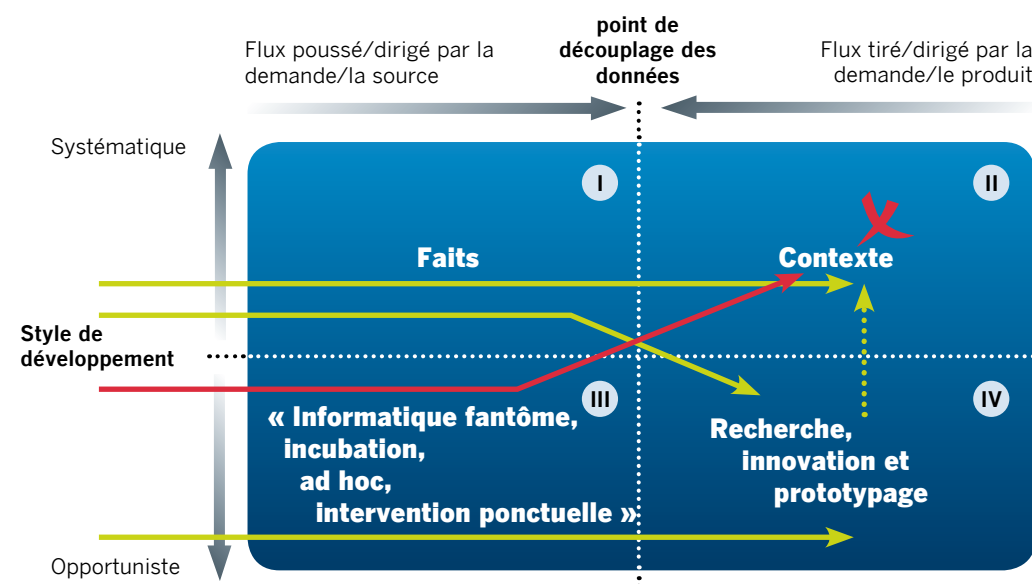 point de
découplage des
données
Flux poussé/dirigé par la
demande/la source
Flux tiré/dirigé par la
demande/le produit
Systématique
I
II
Faits
Contexte
Style de
développement
III
IV
« Informatique fantôme,
incubation,
ad hoc,
intervention ponctuelle »
Recherche,
innovation et
prototypage
Opportuniste